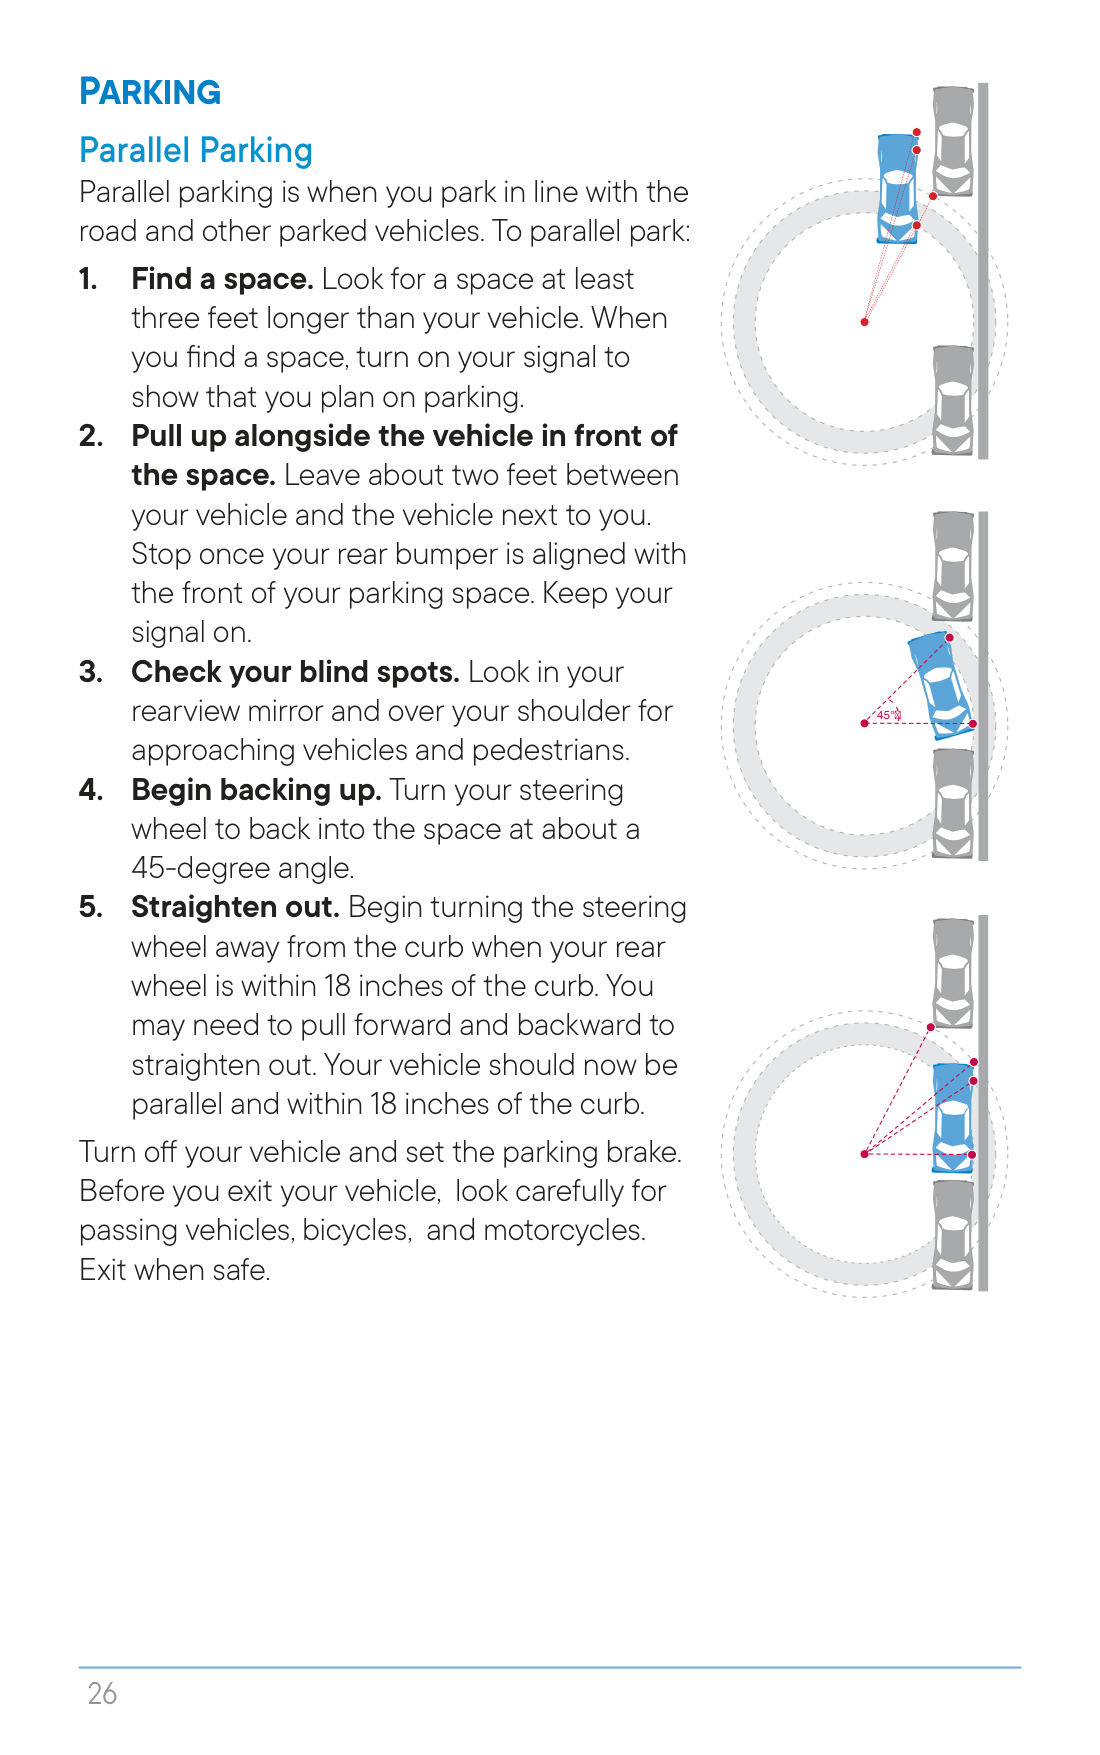 PARKING
Parallel Parking
Parallel parking is when you park in line with the
road and other parked vehicles. To parallel park:
1. Find a space. Look for a space at least
three feet longer than your vehicle. When
you find a space, turn on your signal to
show that you plan on parking.
2. Pull up alongside the vehicle in front of
the space. Leave about two feet between
your vehicle and the vehicle next to you.
Stop once your rear bumper is aligned with
the front of your parking space. Keep your
signal on.
3. Check your blind spots. Look in your
rearview mirror and over your shoulder for
approaching vehicles and pedestrians.
4. Begin backing up. Turn your steering
wheel to back into the space at about a
45-degree angle.
5. Straighten out. Begin turning the steering
wheel away from the curb when your rear
wheel is within 18 inches of the curb. You
may need to pull forward and backward to
straighten out. Your vehicle should now be
parallel and within 18 inches of the curb.
Turn off your vehicle and set the parking brake.
Before you exit your vehicle,  look carefully for
passing vehicles, bicycles,  and motorcycles.
Exit when safe.
45°
26